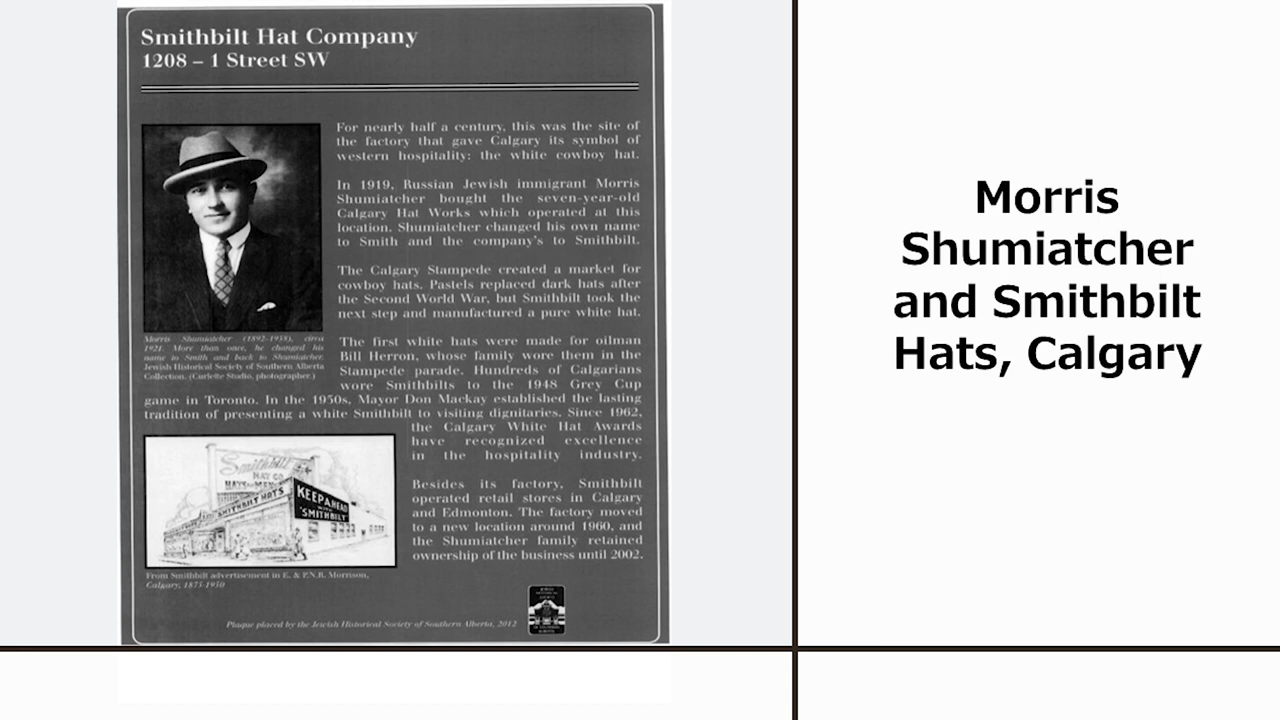 Smithbilt Hat Company
1208 – 1 Street SW
For nearly half a century, this was the site of
the factory that gave Calgary its symbol of
western hospitality: the white cowboy hat.
In 1919, Russian Jewish immigrant Morris
Shumiatcher bought the seven-year-old
Calgary Hat Works which operated at this
location. Shumiatcher changed his own name
to Smith and the company's to Smithbilt.
The Calgary Stampede created a market for
cowboy hats. Pastels replaced dark hats after
the Second World War, but Smithbilt took the
next step and manufactured a pure white hat.
The first white hats were made for oilman
Bill Herron, whose family wore them in the
Stampede parade. Hundreds of Calgarians
wore Smithbilts to the 1948 Grey Cup
game in Toronto. In the 1950s, Mayor Don Mackay established the lasting
tradition of presenting a white Smithbilt to visiting dignitaries. Since 1962,
the Calgary White Hat Awards
have recognized excellence
in the hospitality industry.
Besides its factory, Smithbilt
operated retail stores in Calgary
and Edmonton. The factory moved
to a new location around 1960, and
the Shumiatcher family retained
ownership of the business until 2002.
Morris Shumiatcher (1892-1958), circa
1921. More than once, he changed his
name to Smith and back to Shumiatcher.
Jewish Historical Society of Southern Alberta
Collection. (Curlette Studio, photographer.)
Smithbilt
HAT CO.
SMITHBILT HATS
KEEP AHEAD
WITH
'SMITHBILT'
From Smithbilt advertisement in E. & P.N.R. Morrison,
Calgary, 1875-1950
Plaque placed by the Jewish Historical Society of Southern Alberta, 2012
Morris
Shumiatcher
and Smithbilt
Hats, Calgary